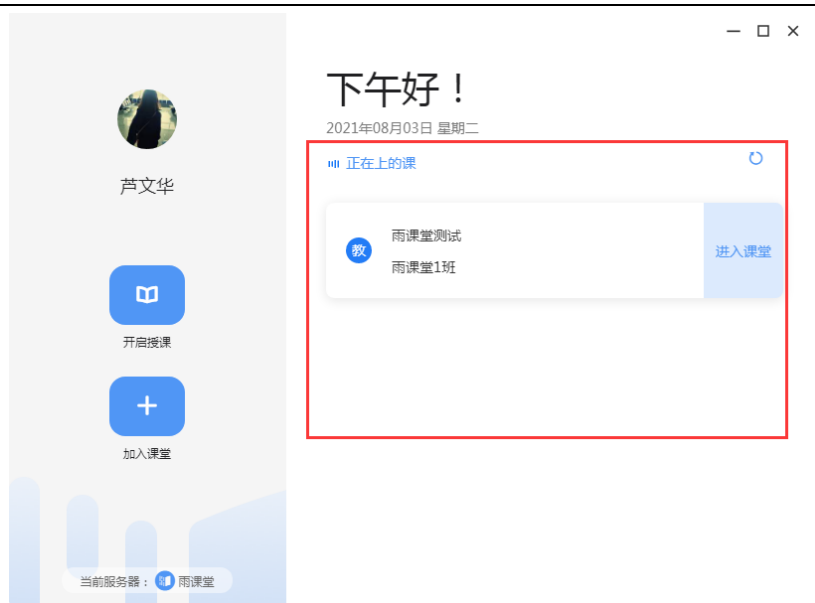 芦文华
开启授课
加入课堂
当前服务器： 雨课堂
下午好！
2021年08月03日 星期二
正在上的课
教
雨课堂测试
雨课堂1班
进入课堂